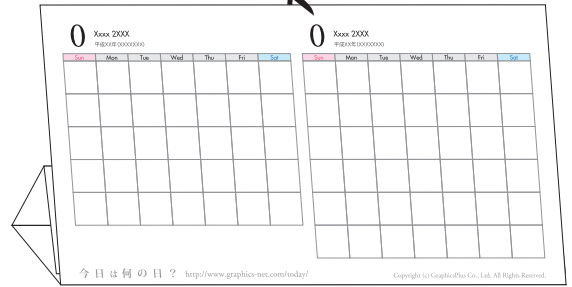 0 Xxxx 2XXX
平成XX年(XXXXXXX)
Sun Mon Tue Wed Thu Fri Sat
0 Xxxx 2XXX
平成XX年(XXXXXXX)
Sun Mon Tue Wed Thu Fri Sat
今日は何の日？ http://www.graphics-net.com/today/
Copyright (c) GraphicsPlus Co., Ltd. All Rights Reserved.